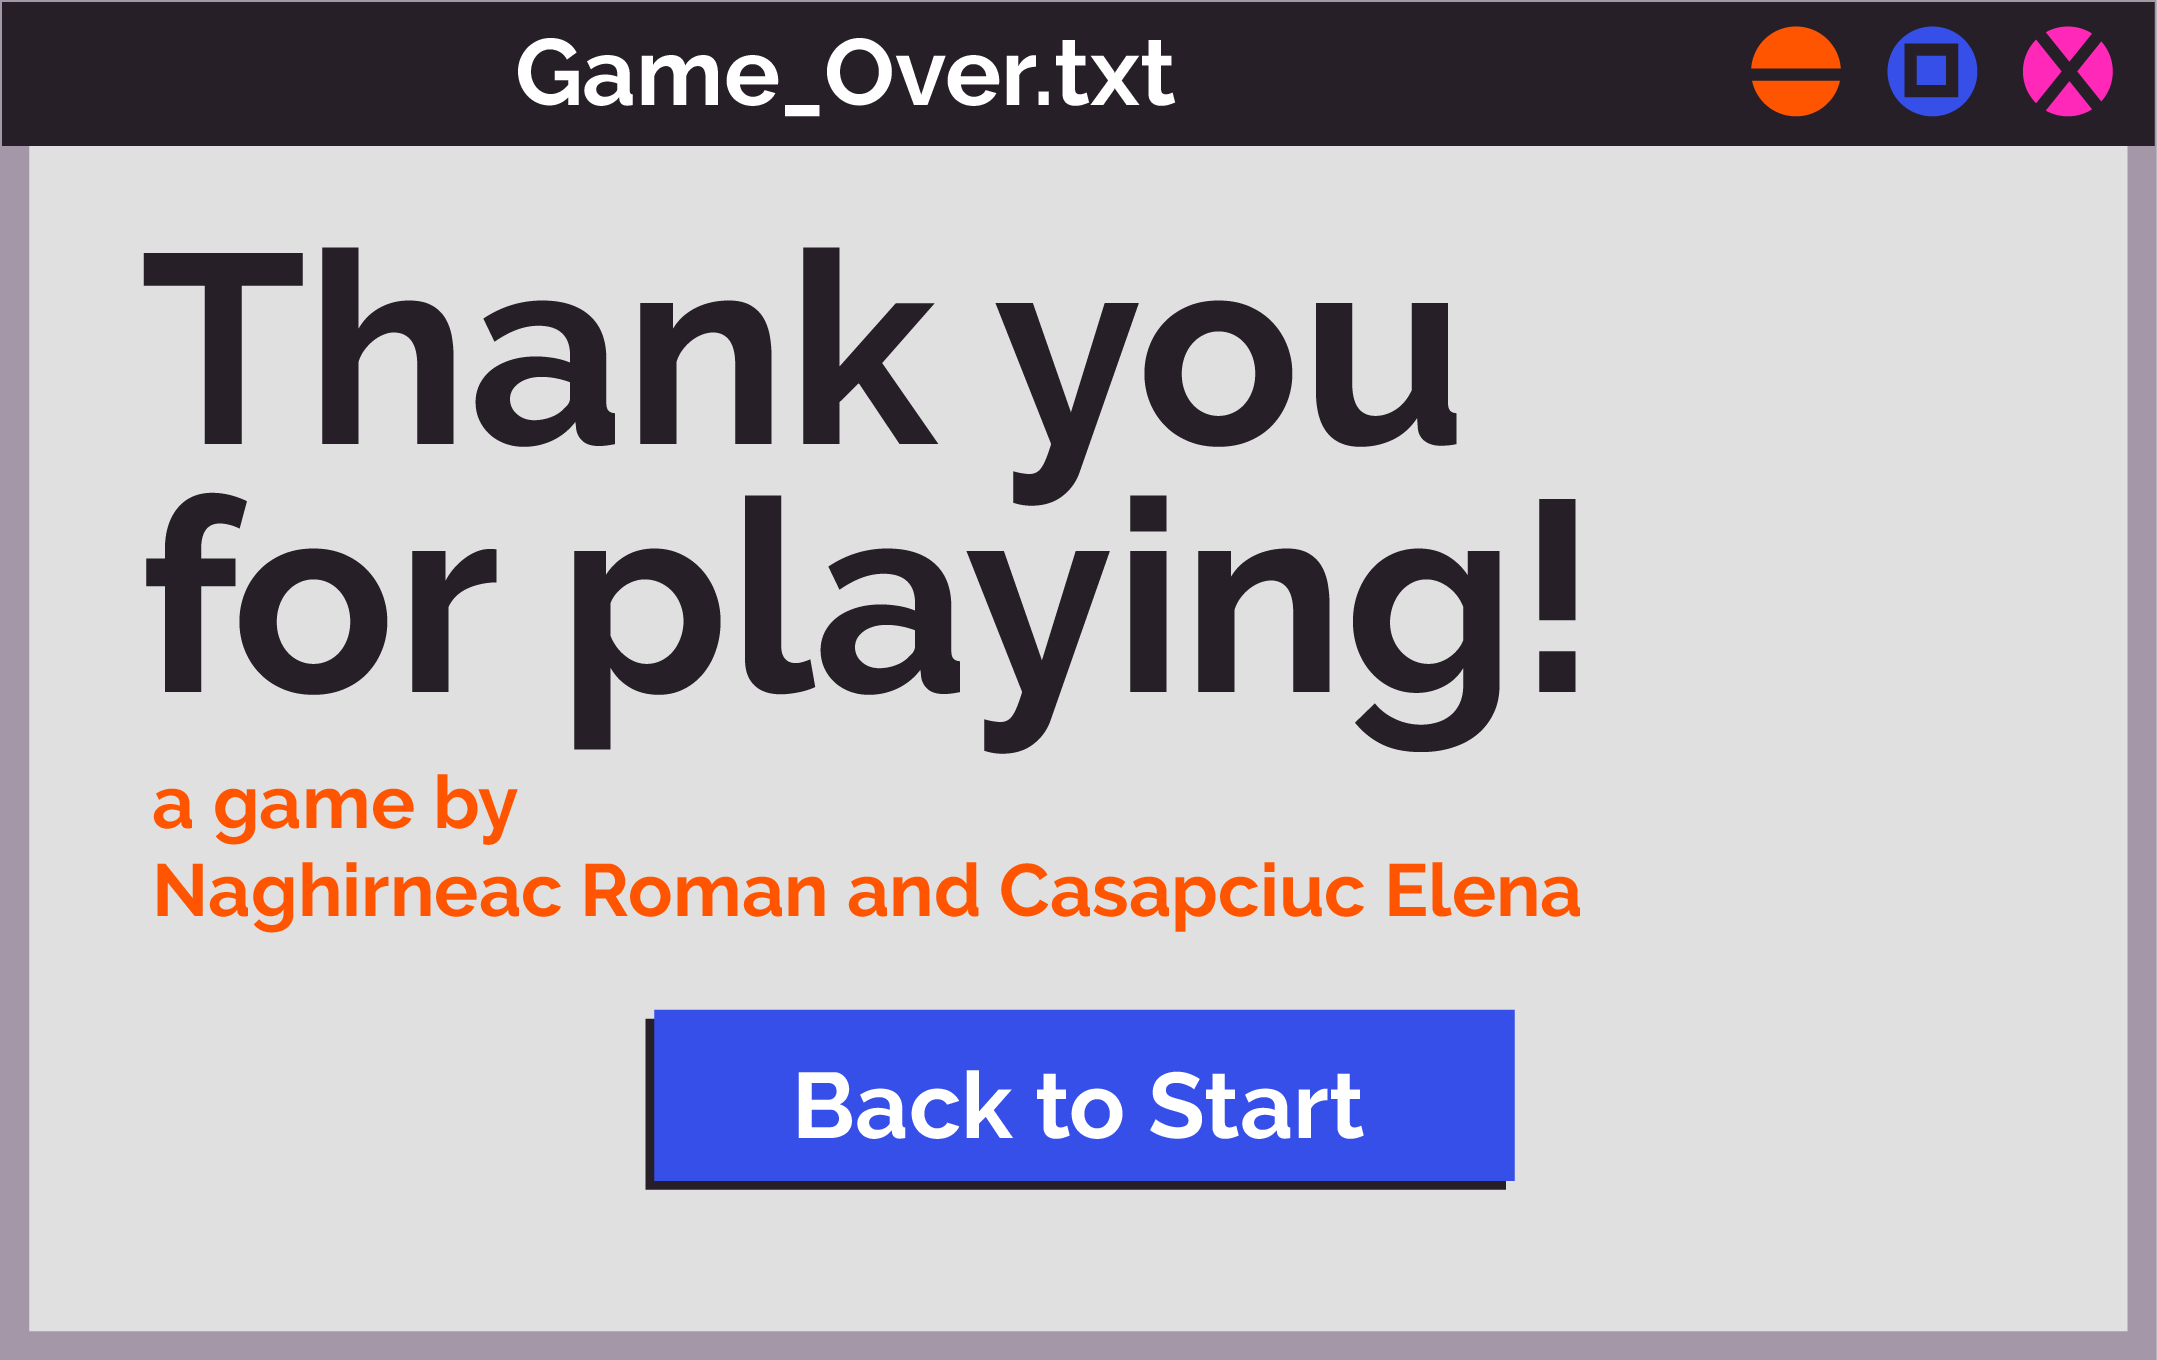 Game_Over.txt
Thank you
for playing!
a game by
Naghirneac Roman and Casapciuc Elena
Back to Start